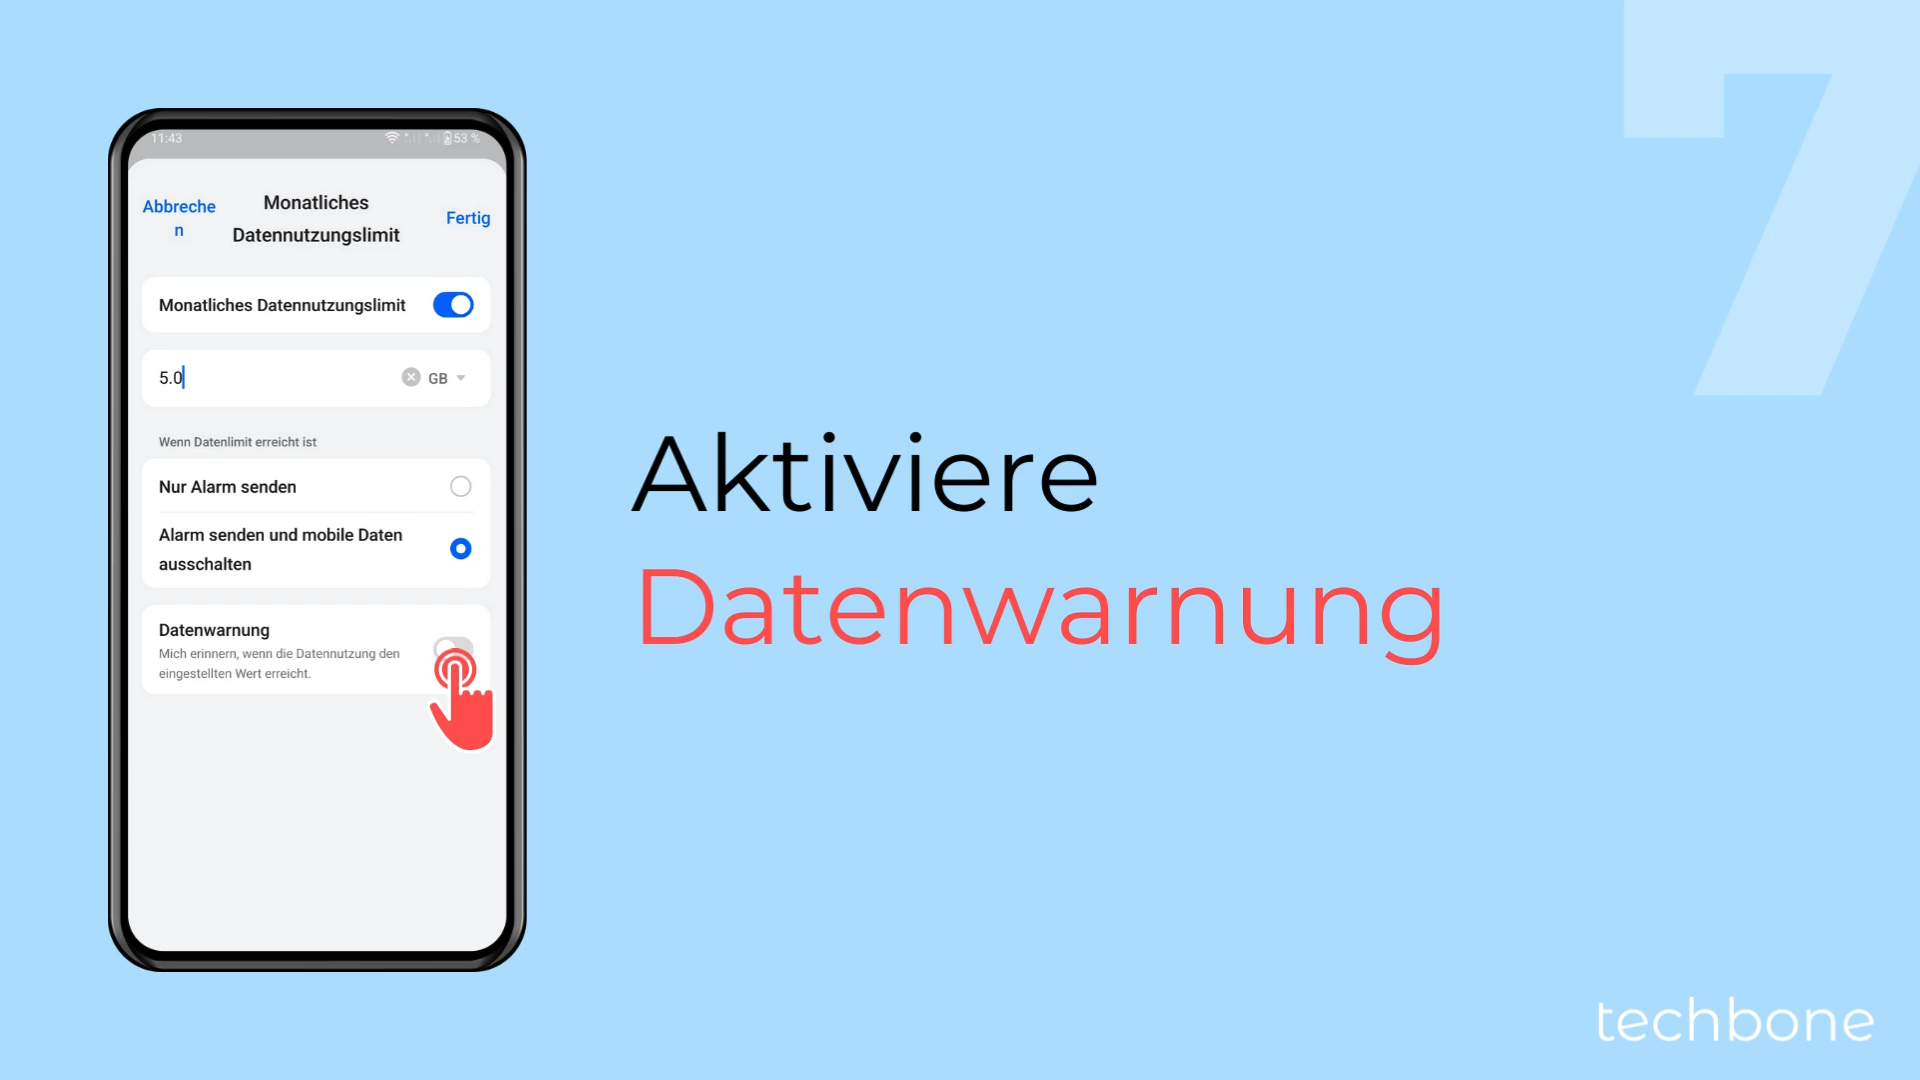 7
11:43
53 %
Abbreche
n
Monatliches
Datennutzungslimit
Fertig
Monatliches Datennutzungslimit
5.0
GB
Wenn Datenlimit erreicht ist
Nur Alarm senden
Alarm senden und mobile Daten
ausschalten
Datenwarnung
Mich erinnern, wenn die Datennutzung den
eingestellten Wert erreicht.
Aktiviere
Datenwarnung
techbone